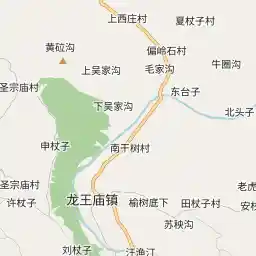 上西庄村
夏杖子村
黄砬沟
偏岭石村
毛家沟
牛圈沟
上吴家沟
圣宗庙村
东台子
下吴家沟
北头子
申杖子
南干树村
圣宗庙村
许杖子
龙王庙镇
榆树底下
田杖子村
老虎
安杖
苏秧沟
刘杖子
汪渔江